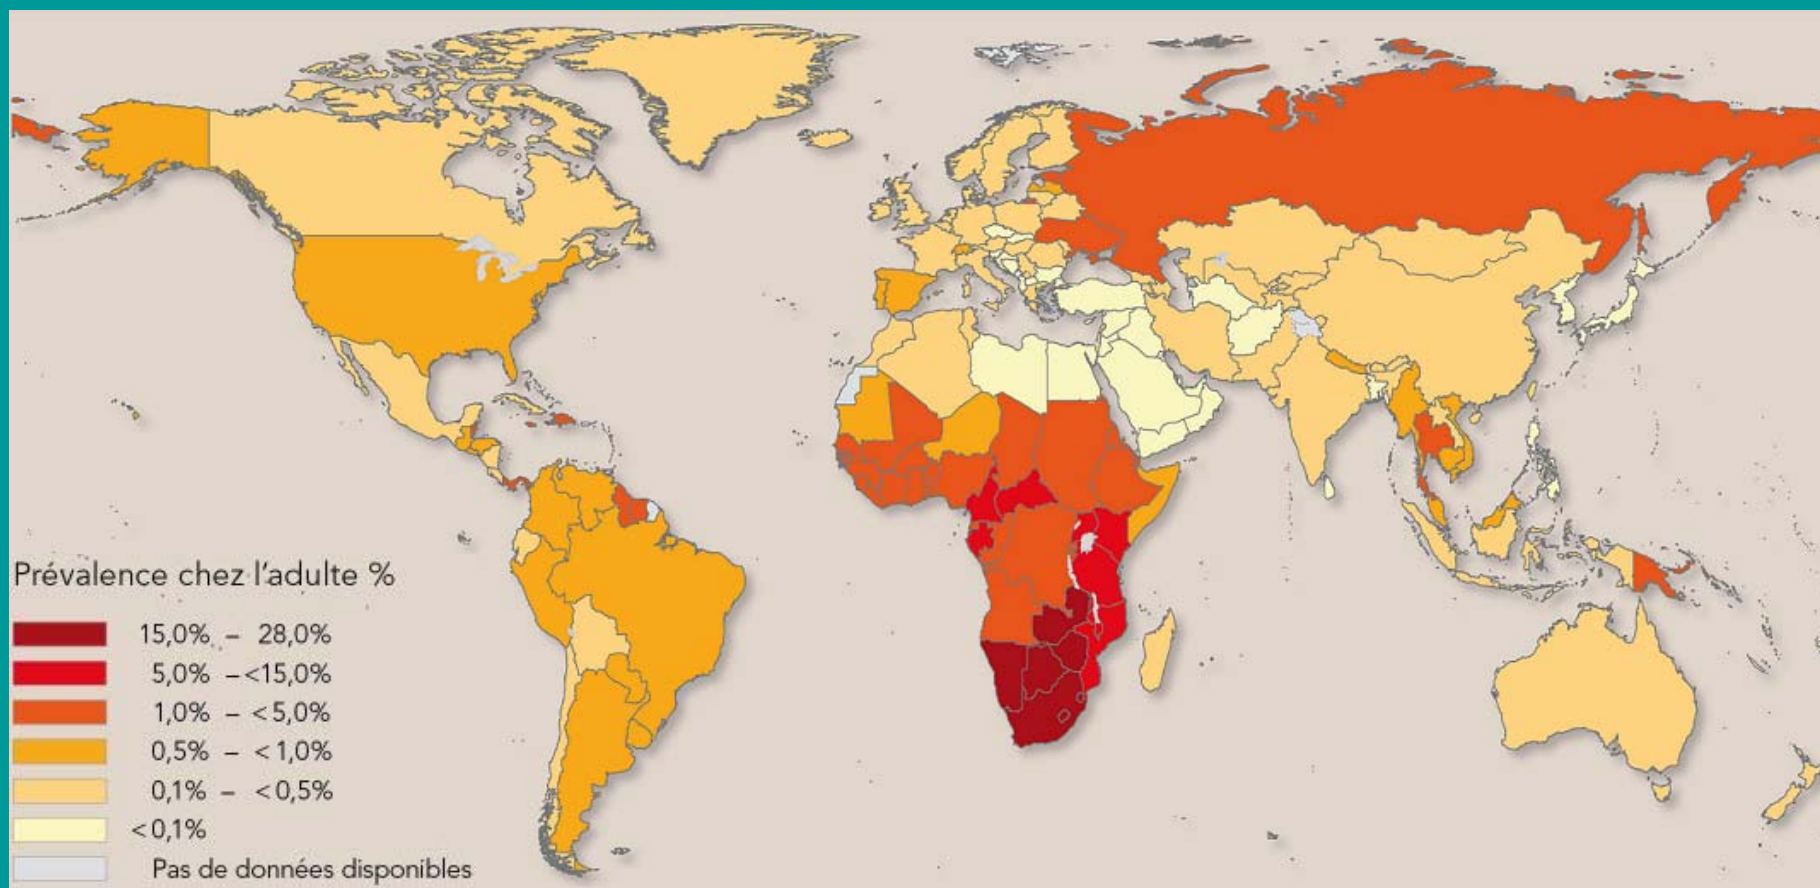 Prévalence chez l'adulte %
15,0% – 28,0%
5,0% –<15,0%
1,0% – <5,0%
0,5% – <1,0%
0,1% – <0,5%
<0,1%
Pas de données disponibles